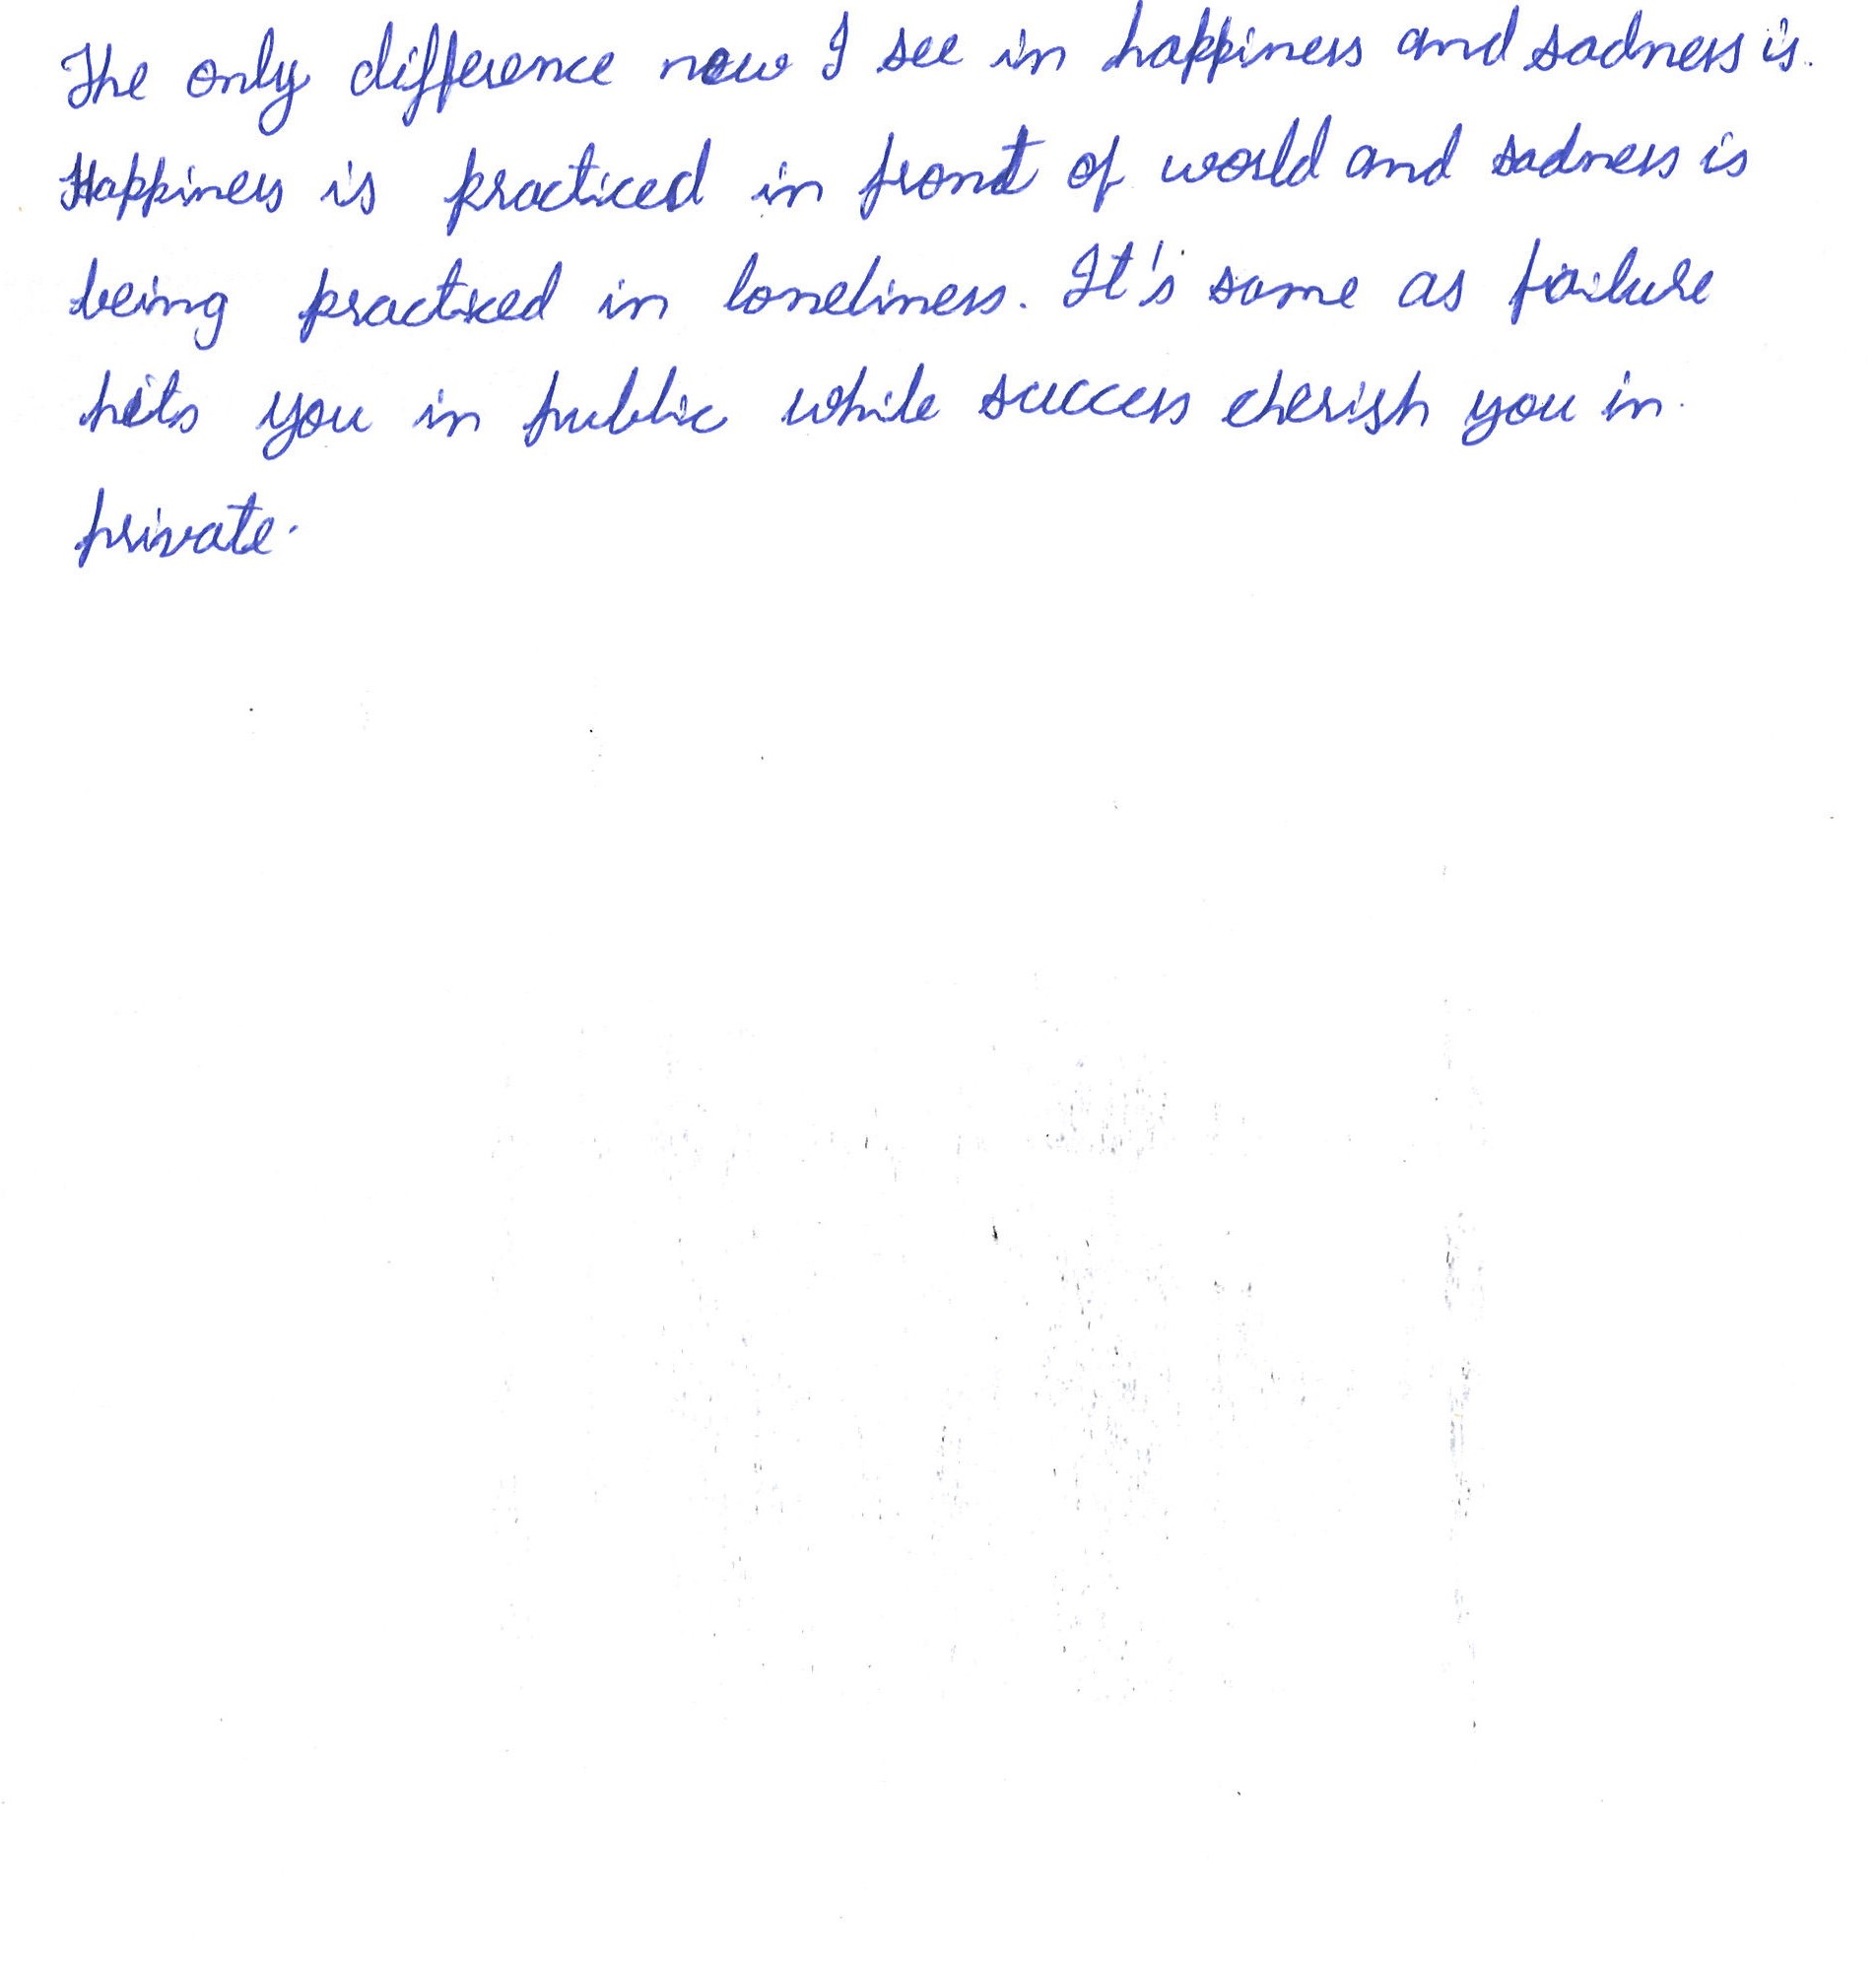 The only difference now I see in happiness and sadness is.
Happiness is practiced in front of world and sadness is
being practiced in loneliness. It's same as failure
hits you in public while success cherish you in
private.